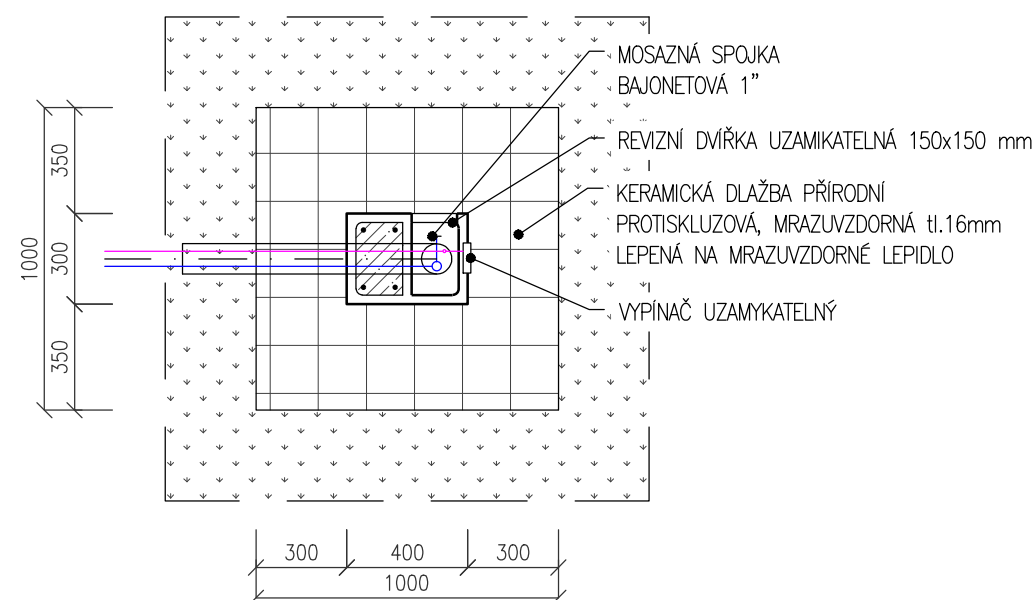 MOSAZNÁ SPOJKA
BAJONETOVÁ 1”
REVIZNÍ DVÍŘKA UZAMIKATELNÁ 150x150 mm
KERAMICKÁ DLAŽBA PŘÍRODNÍ
PROTISKLUZOVÁ, MRAZUVZDORNÁ tl.16mm
LEPENÁ NA MRAZUVZDORNÉ LEPIDLO
VYPÍNAČ UZAMYKATELNÝ
350
300
350
1000
300 400 300
1000